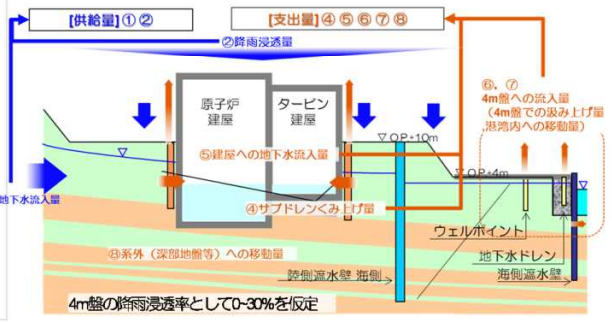 [供給量]① ②
[支出量]④ ⑤ ⑥ ⑦ ⑧
②降雨浸透量
原子炉
建屋
タービン
建屋
⑥．⑦
4m盤への流入量
(4m盤での汲み上げ量
,港湾内への移動量)
▽O.P.+10m
⑤建屋への地下水流入量
▽O.P.+4m
地下水流入量
④サブドレンくみ上げ量
ウェルポイント
⑧系外（深部地盤等）への移動量
地下水ドレン
陸側遮水壁 海側
海側遮水壁
4m盤の降雨浸透率として0~30%を仮定